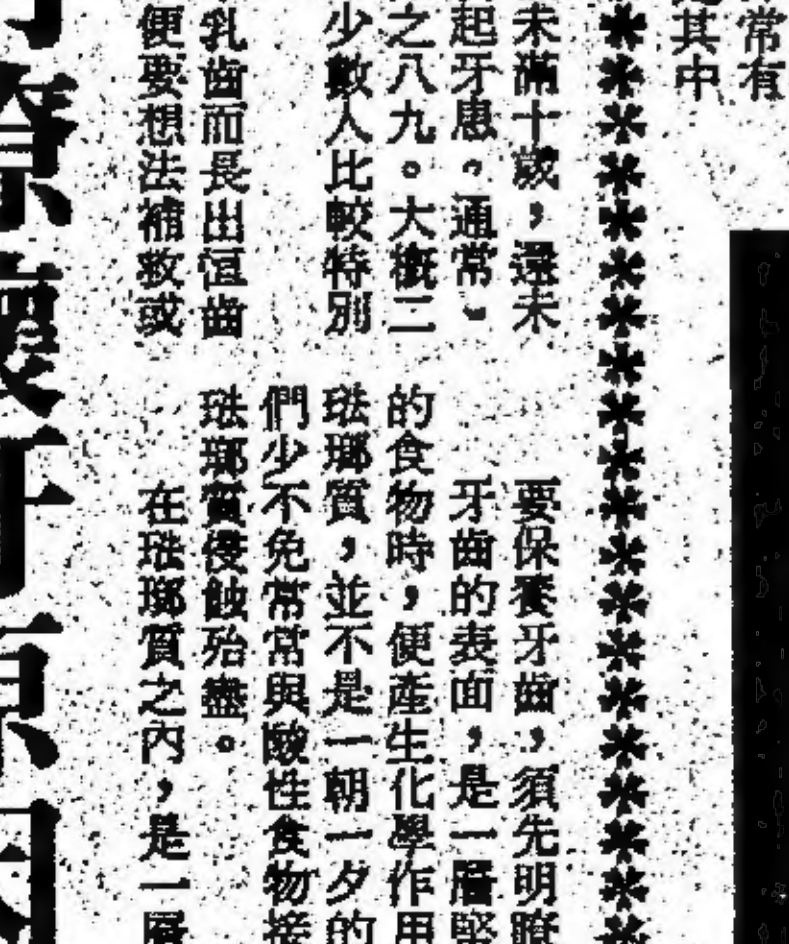 常有
其中
未滿十歲，還未
起牙患。通常，
之八九。大概二
少數人比較特別
乳齒而長出恒齒
便要想法補救或
要保養牙齒，須先明瞭
牙齒的表面，是一層堅
的食物時，便產生化學作用
琺瑯質，並不是一朝一夕的
們少不免常常與酸性食物接
琺瑯質侵蝕殆盡。
在琺瑯質之內，是一層
壞牙原因